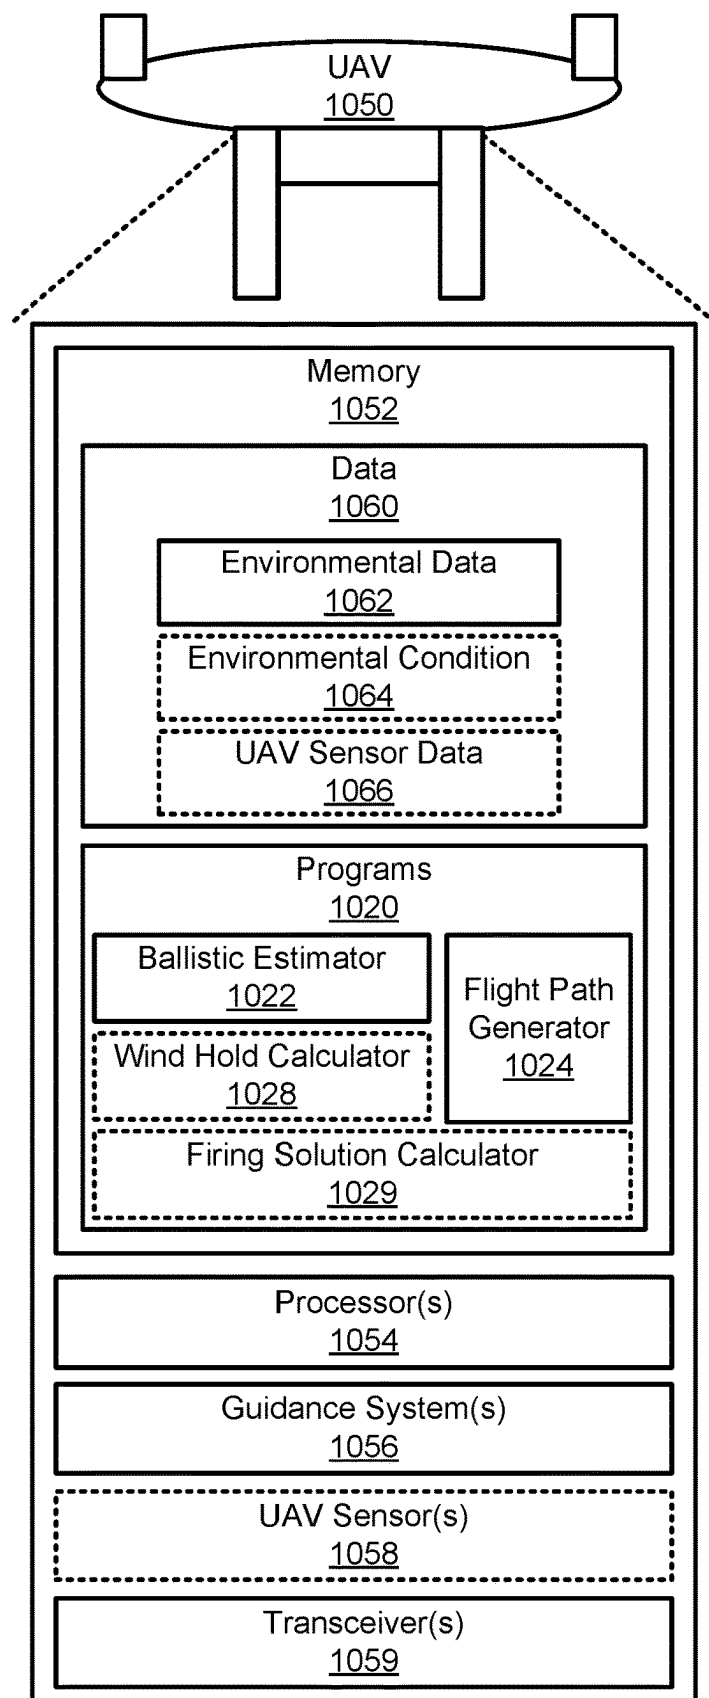 UAV
1050
Memory
1052
Data
1060
Environmental Data
1062
Environmental Condition
1064
UAV Sensor Data
1066
Programs
1020
Ballistic Estimator
1022
Wind Hold Calculator
1028
Flight Path
Generator
1024
Firing Solution Calculator
1029
Processor(s)
1054
Guidance System(s)
1056
UAV Sensor(s)
1058
Transceiver(s)
1059